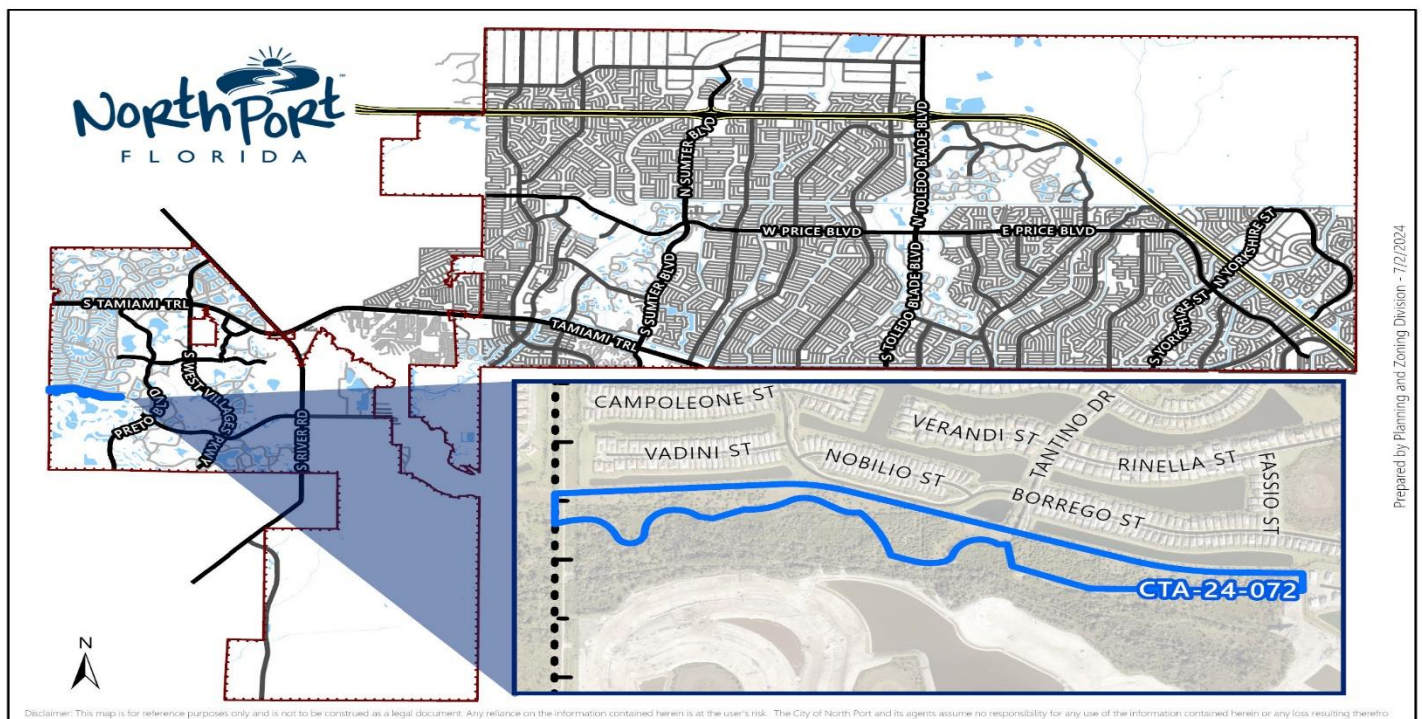 North Port
FLORIDA
N SUMTER BLVD
N TOLEDO BLADE BLVD
W PRICE BLVD
E PRICE BLVD
N YORKSHIRE ST
S YORKSHIRE ST
S SUMTER BLVD
S TOLEDO BLADE BLVD
S TAMIAMI TRL
TAMIAMI TRL
S WEST VILLAGES PKWY
PRETO BLVD
S RIVER RD
CAMPOLEONE ST
VADINI ST
NOBILIO ST
VERANDI ST
TANTINO DR
RINELLA ST
BORREGO ST
FASSIO ST
CTA-24-072
N
Prepared by Planning and Zoning Division - 7/2/2024
Disclaimer: This map is for reference purposes only and is not to be construed as a legal document. Any reliance on the information contained herein is at the user's risk. The City of North Port and its agents assume no responsibility for any use of the information contained herein or any loss resulting therefro